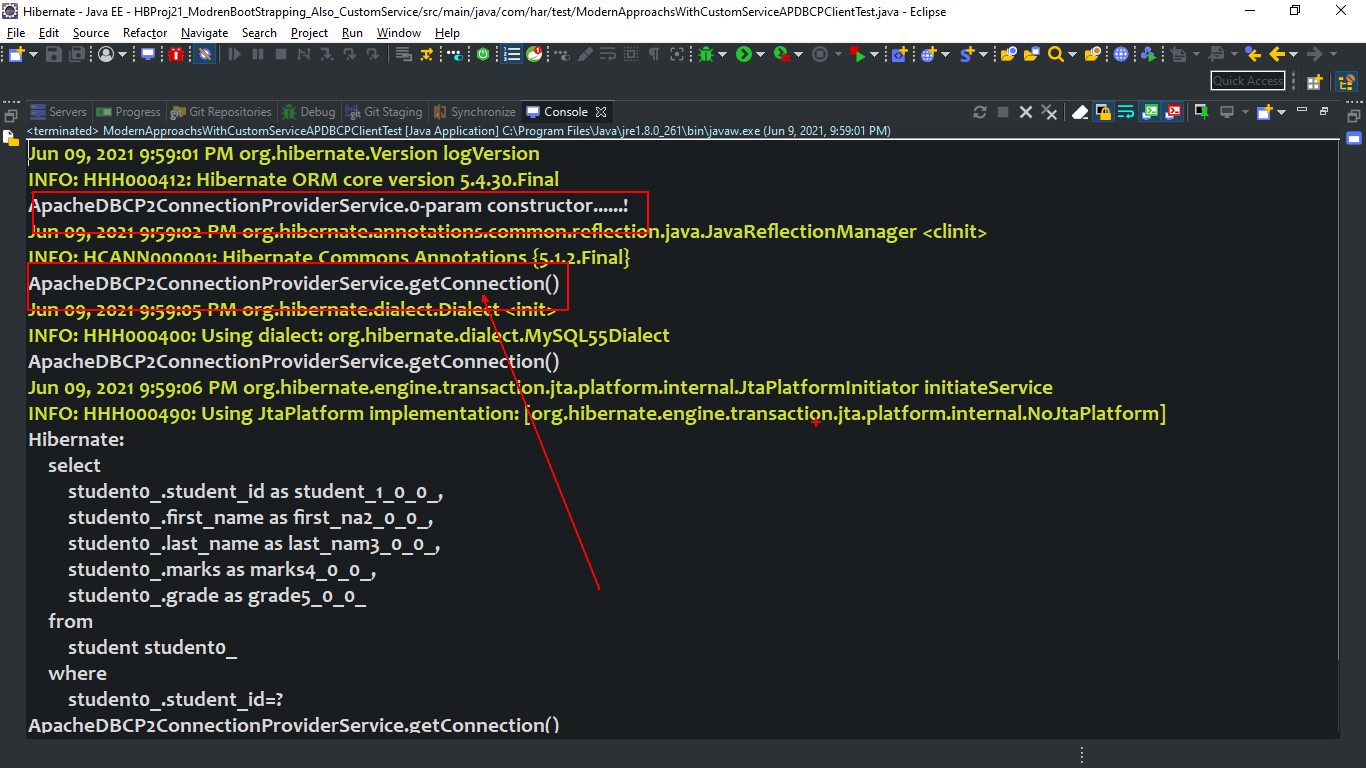 Hibernate - Java EE - HBProj21_ModrenBootStrapping_Also_CustomService/src/main/java/com/har/test/ModernApproachsWithCustomServiceAPDBCPClientTest.java - Eclipse
File Edit Source Refactor Navigate Search Project Run Window Help
Quick Access
Servers Progress Git Repositories Debug Git Staging Synchronize Console
<terminated> ModernApproachsWithCustomServiceAPDBCPClientTest [Java Application] C:\Program Files\Java\jre1.8.0_261\bin\javaw.exe (Jun 9, 2021, 9:59:01 PM)
Jun 09, 2021 9:59:01 PM org.hibernate.Version logVersion
INFO: HHH000412: Hibernate ORM core version 5.4.30.Final
ApacheDBCP2ConnectionProviderService.0-param constructor......!
Jun 09, 2021 9:59:02 PM org.hibernate.annotations.common.reflection.java.JavaReflectionManager <clinit>
INFO: HCANN000001: Hibernate Commons Annotations {5.1.2.Final}
ApacheDBCP2ConnectionProviderService.getConnection()
Jun 09, 2021 9:59:05 PM org.hibernate.dialect.Dialect <init>
INFO: HHH000400: Using dialect: org.hibernate.dialect.MySQL55Dialect
ApacheDBCP2ConnectionProviderService.getConnection()
Jun 09, 2021 9:59:06 PM org.hibernate.engine.transaction.jta.platform.internal.JtaPlatformInitiator initiateService
INFO: HHH000490: Using JtaPlatform implementation: [org.hibernate.engine.transaction.jta.platform.internal.NoJtaPlatform]
Hibernate:
select
student0_.student_id as student_1_0_0_,
student0_.first_name as first_na2_0_0_,
student0_.last_name as last_nam3_0_0_,
student0_.marks as marks4_0_0_,
student0_.grade as grade5_0_0_
from
student student0_
where
student0_.student_id=?
ApacheDBCP2ConnectionProviderService.getConnection()